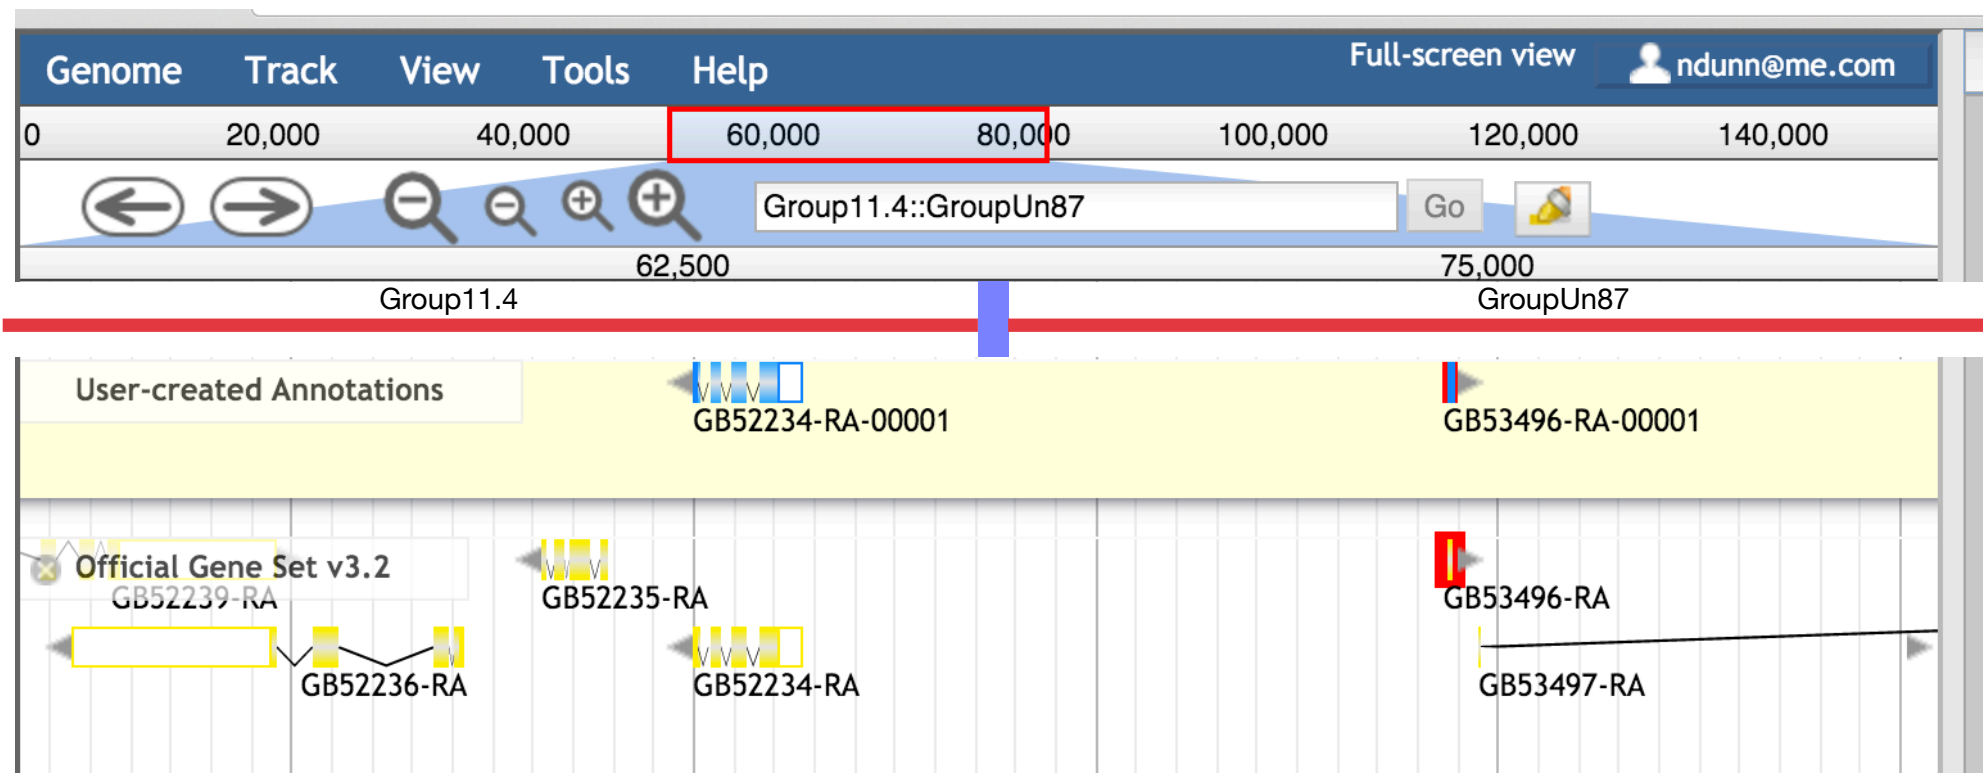 Genome Track View Tools Help Full-screen view ndunn@me.com
0 20,000 40,000 60,000 80,000 100,000 120,000 140,000
Group11.4::GroupUn87 Go
62,500 75,000
Group11.4 GroupUn87
User-created Annotations
GB52234-RA-00001 GB53496-RA-00001
Official Gene Set v3.2
GB52239-RA GB52235-RA GB53496-RA
GB52236-RA GB52234-RA GB53497-RA